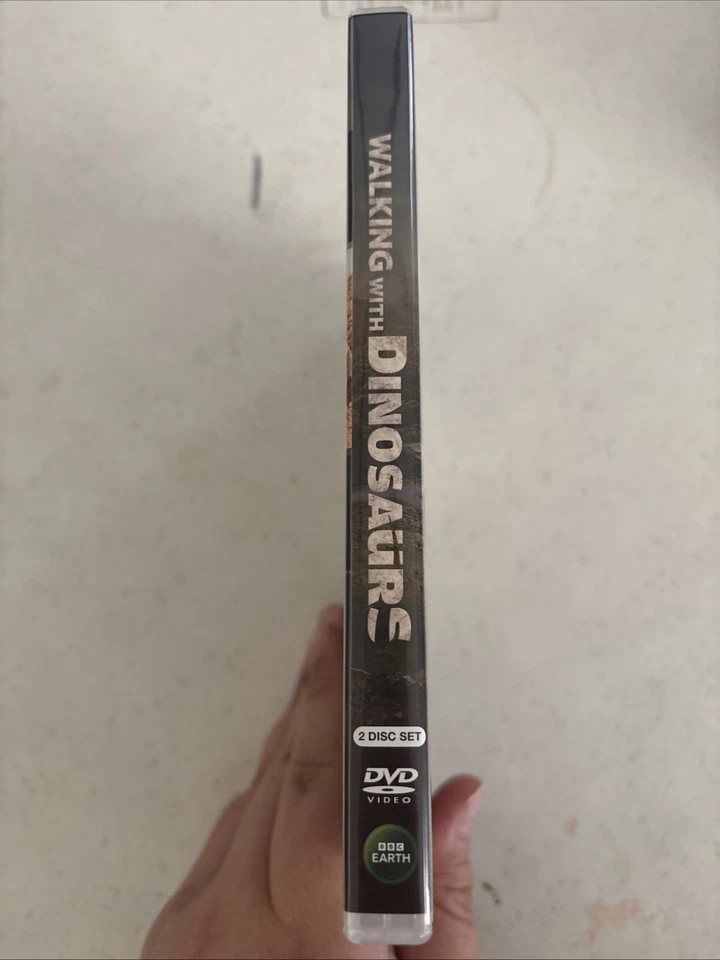 WALKING WITH DINOSAURS
2 DISC SET
DVD
VIDEO
BBC
EARTH